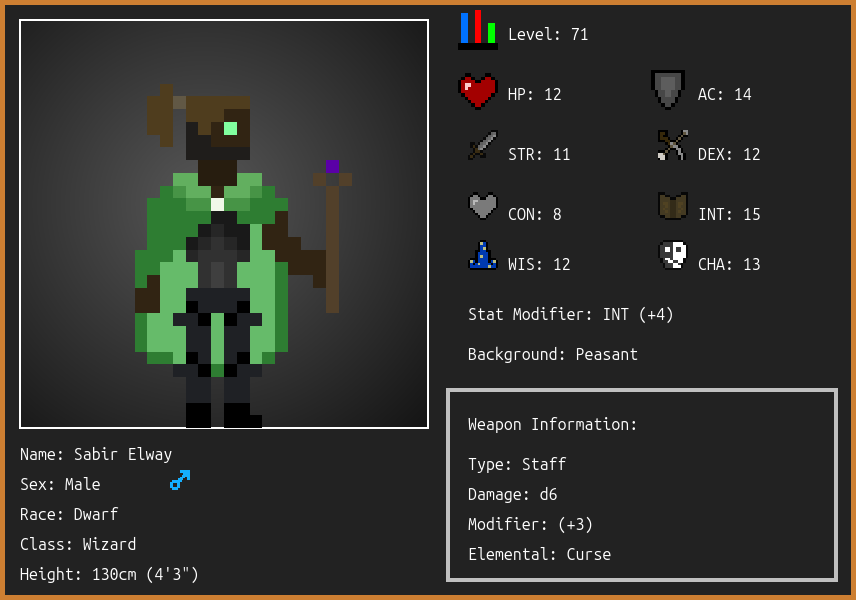 Level: 71
HP: 12
AC: 14
STR: 11
DEX: 12
CON: 8
INT: 15
WIS: 12
CHA: 13
Stat Modifier: INT (+4)
Background: Peasant
Name: Sabir Elway
Sex: Male
Race: Dwarf
Class: Wizard
Height: 130cm (4'3")
Weapon Information:
Type: Staff
Damage: d6
Modifier: (+3)
Elemental: Curse